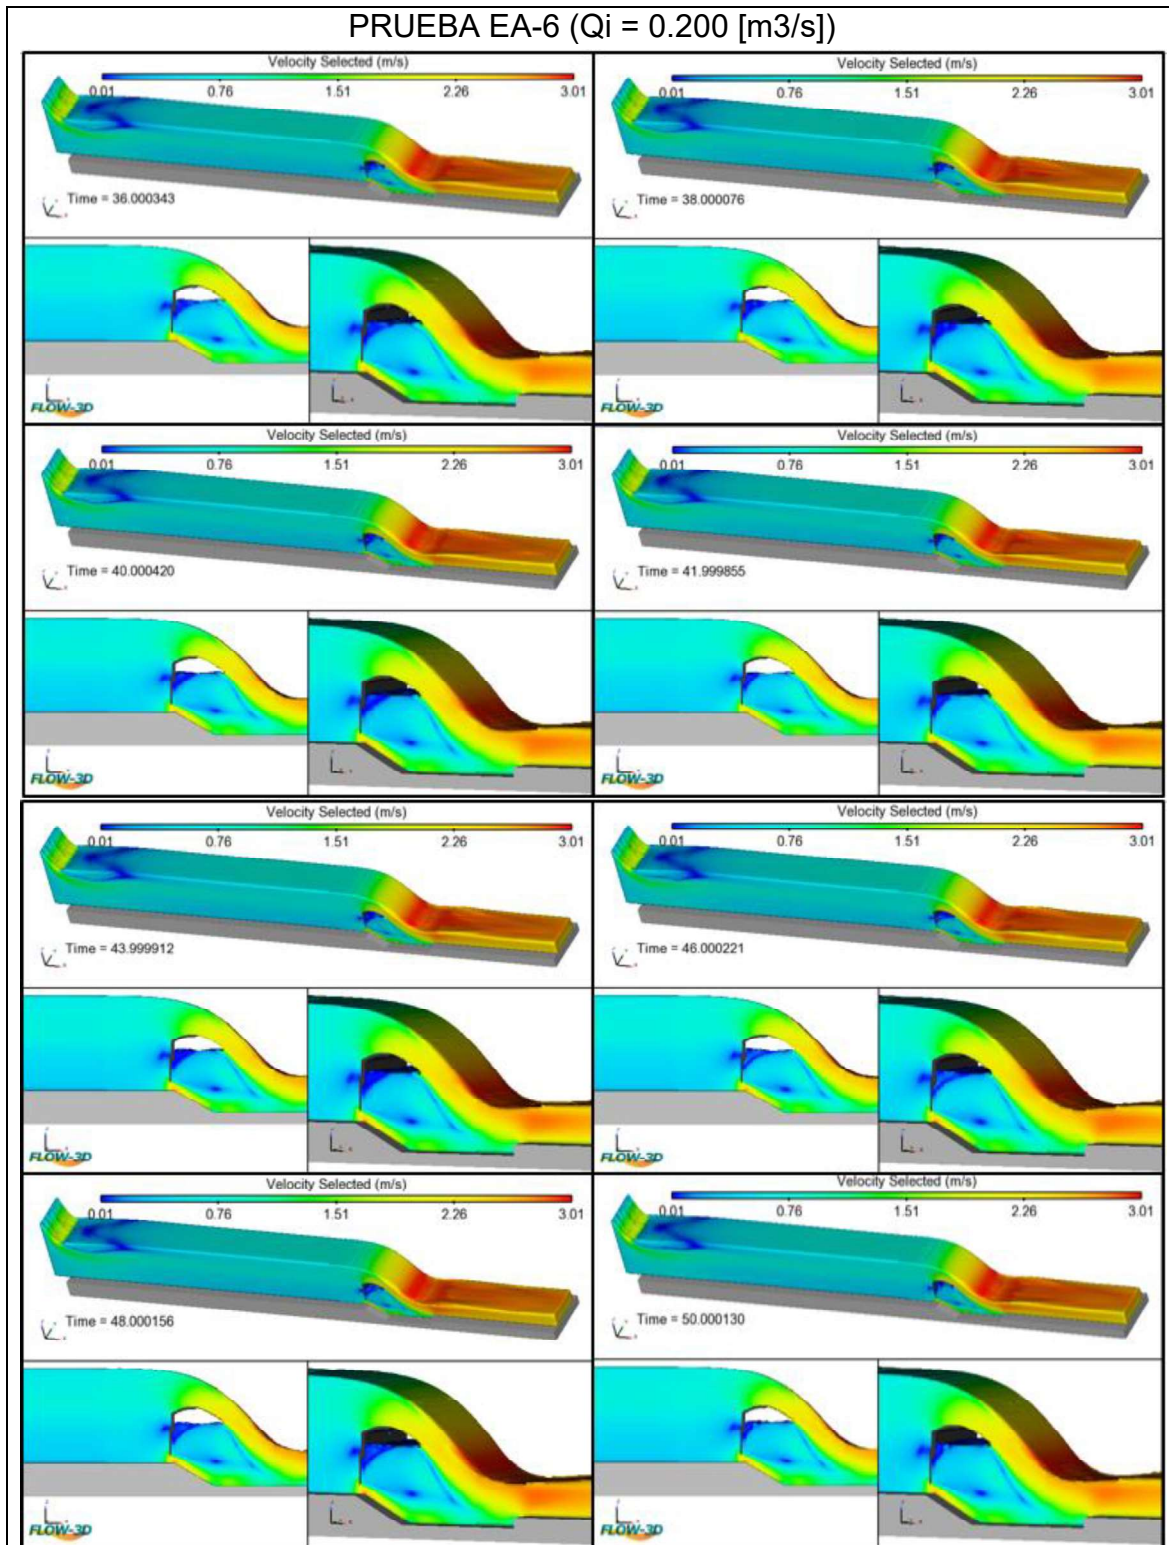 PRUEBA EA-6 (Qi = 0.200 [m3/s])
Velocity Selected (m/s)
0.01 0.76 1.51 2.26 3.01
Time = 36.000343
FLOW-3D
Velocity Selected (m/s)
0.01 0.76 1.51 2.26 3.01
Time = 38.000076
FLOW-3D
Velocity Selected (m/s)
0.01 0.76 1.51 2.26 3.01
Time = 40.000420
FLOW-3D
Velocity Selected (m/s)
0.01 0.76 1.51 2.26 3.01
Time = 41.999855
FLOW-3D
Velocity Selected (m/s)
0.01 0.76 1.51 2.26 3.01
Time = 43.999912
FLOW-3D
Velocity Selected (m/s)
0.01 0.76 1.51 2.26 3.01
Time = 46.000221
FLOW-3D
Velocity Selected (m/s)
0.01 0.76 1.51 2.26 3.01
Time = 48.000156
FLOW-3D
Velocity Selected (m/s)
0.01 0.76 1.51 2.26 3.01
Time = 50.000130
FLOW-3D